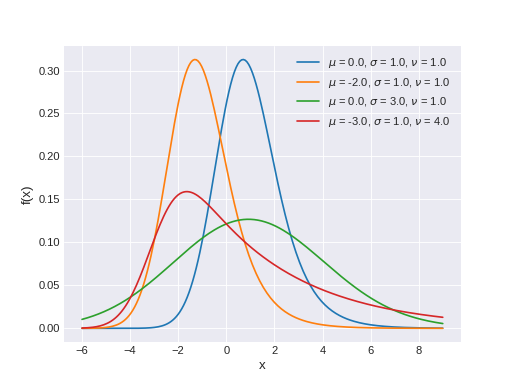 0.30
0.25
0.20
0.15
0.10
0.05
0.00
f(x)
−6 −4 −2 0 2 4 6 8
x
μ = 0.0, σ = 1.0, ν = 1.0
μ = -2.0, σ = 1.0, ν = 1.0
μ = 0.0, σ = 3.0, ν = 1.0
μ = -3.0, σ = 1.0, ν = 4.0